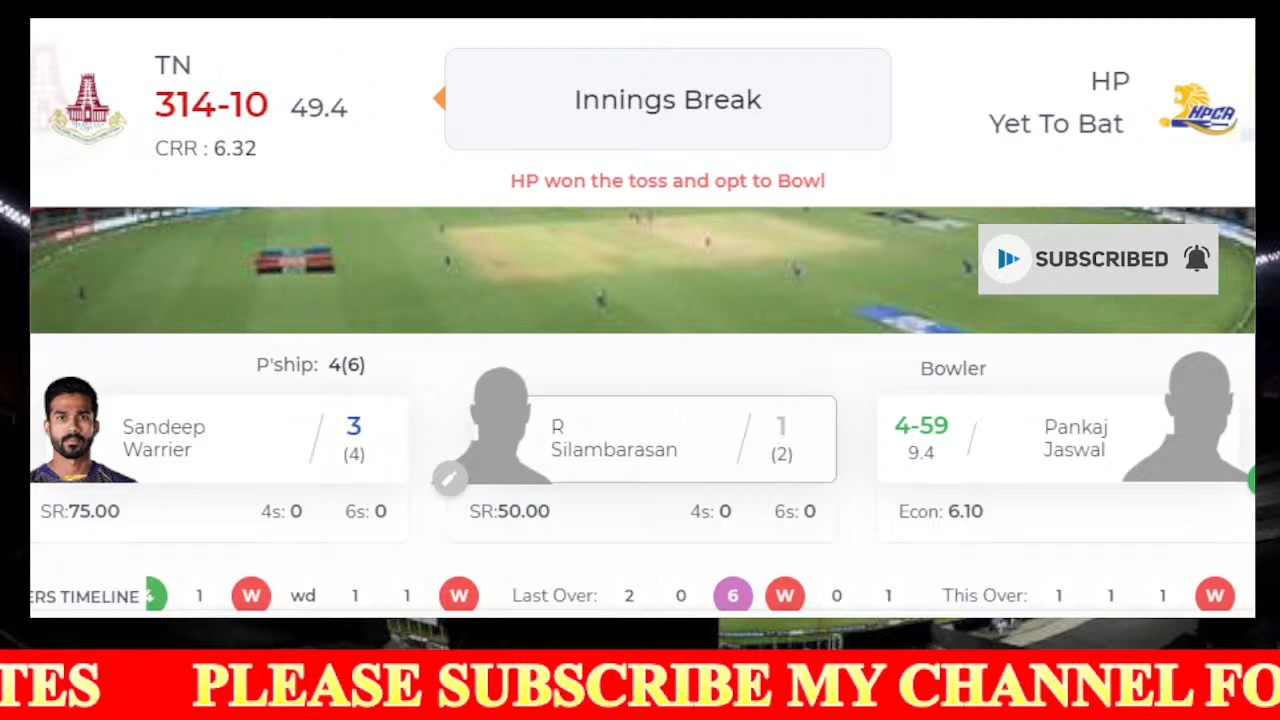 TN
314-10 49.4
CRR : 6.32
Innings Break
HP won the toss and opt to Bowl
HP
Yet To Bat
HPCA
SUBSCRIBED
P'ship: 4(6)
Sandeep Warrier
3
(4)
SR:75.00 4s: 0 6s: 0
R Silambarasan
1
(2)
SR:50.00 4s: 0 6s: 0
Bowler
4-59
9.4
Pankaj Jaswal
Econ: 6.10
ERS TIMELINE 4 1 W wd 1 1 W Last Over: 2 0 6 W 0 1 This Over: 1 1 1 W
TES PLEASE SUBSCRIBE MY CHANNEL FO